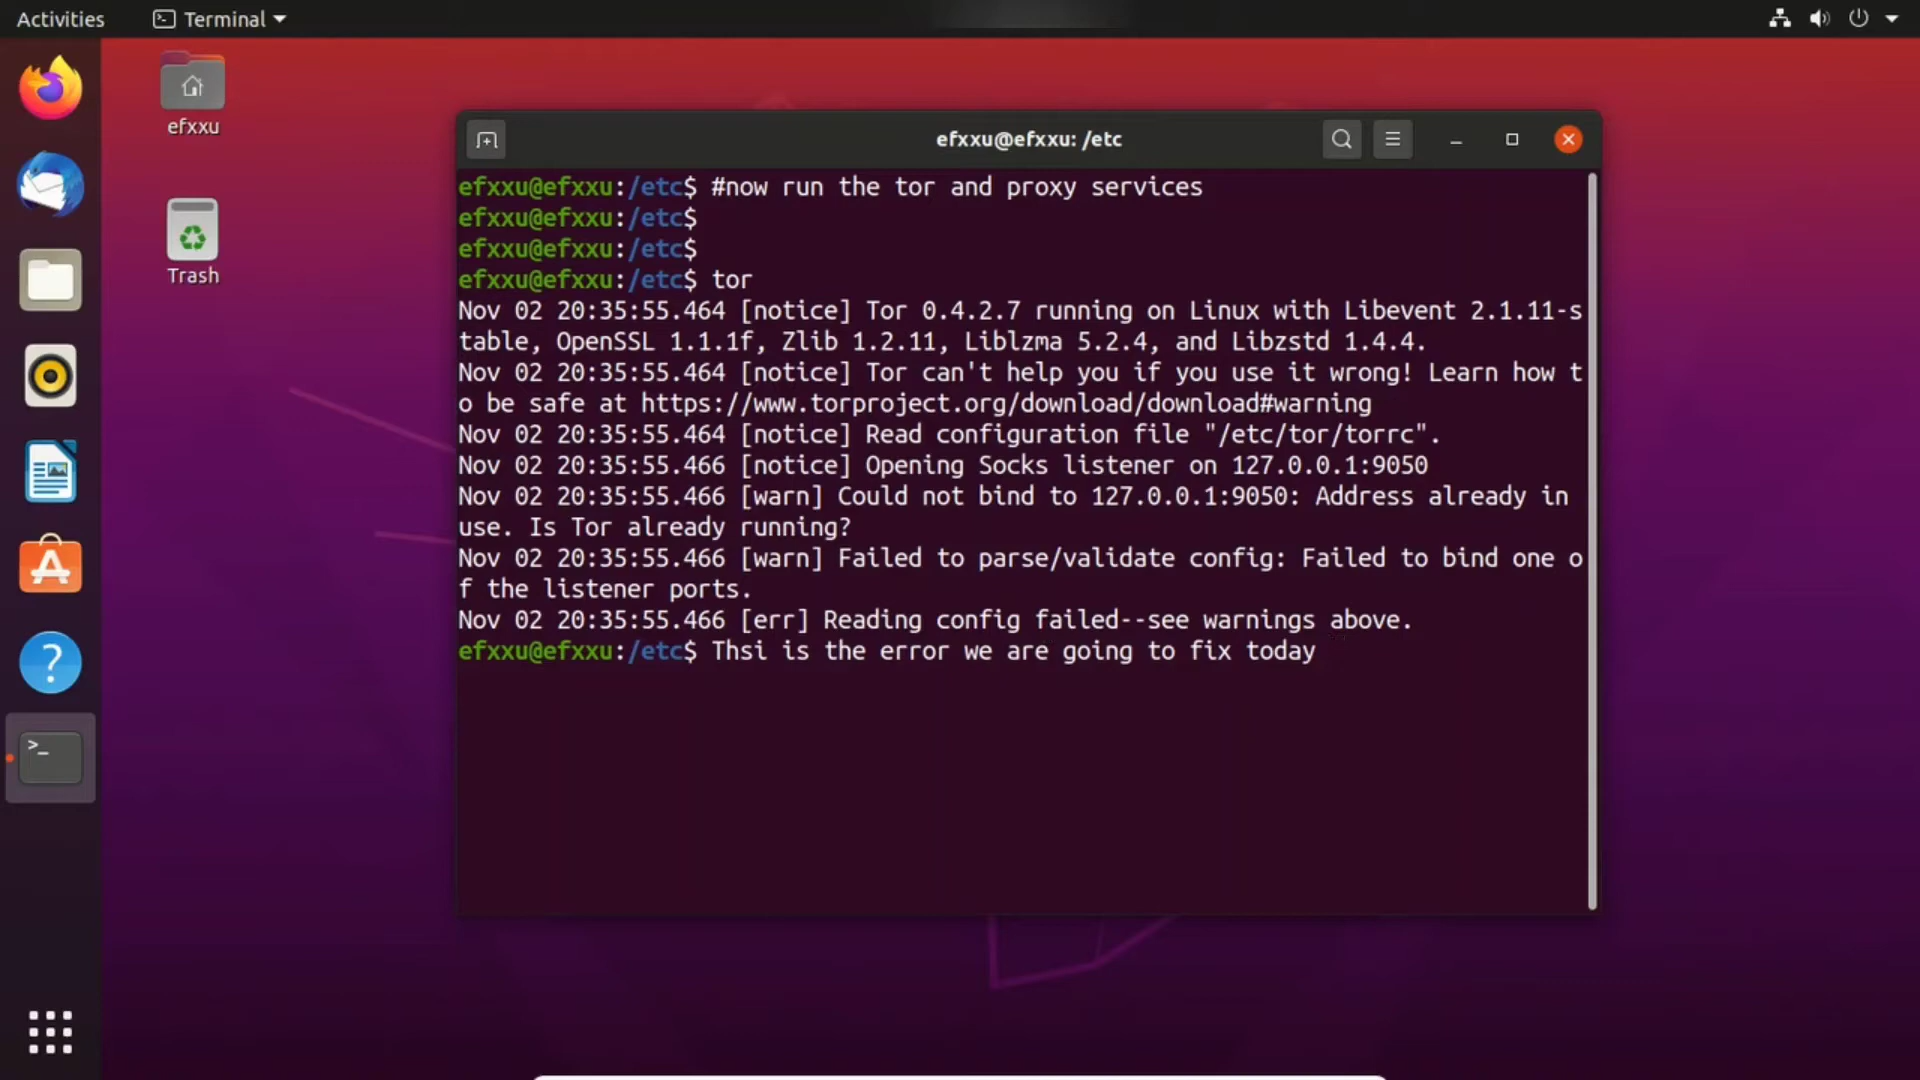 Activities
Terminal
efxxu
Trash
efxxu@efxxu: /etc
efxxu@efxxu:/etc$ #now run the tor and proxy services
efxxu@efxxu:/etc$
efxxu@efxxu:/etc$
efxxu@efxxu:/etc$ tor
Nov 02 20:35:55.464 [notice] Tor 0.4.2.7 running on Linux with Libevent 2.1.11-s
table, OpenSSL 1.1.1f, Zlib 1.2.11, Liblzma 5.2.4, and Libzstd 1.4.4.
Nov 02 20:35:55.464 [notice] Tor can't help you if you use it wrong! Learn how t
o be safe at https://www.torproject.org/download/download#warning
Nov 02 20:35:55.464 [notice] Read configuration file "/etc/tor/torrc".
Nov 02 20:35:55.466 [notice] Opening Socks listener on 127.0.0.1:9050
Nov 02 20:35:55.466 [warn] Could not bind to 127.0.0.1:9050: Address already in
use. Is Tor already running?
Nov 02 20:35:55.466 [warn] Failed to parse/validate config: Failed to bind one o
f the listener ports.
Nov 02 20:35:55.466 [err] Reading config failed--see warnings above.
efxxu@efxxu:/etc$ Thsi is the error we are going to fix today